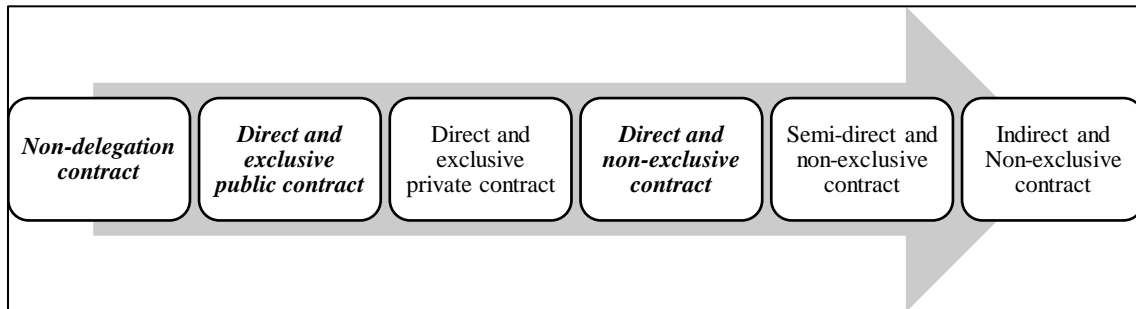 Non-delegation
contract
Direct and
exclusive
public contract
Direct and
exclusive
private contract
Direct and
non-exclusive
contract
Semi-direct and
non-exclusive
contract
Indirect and
Non-exclusive
contract